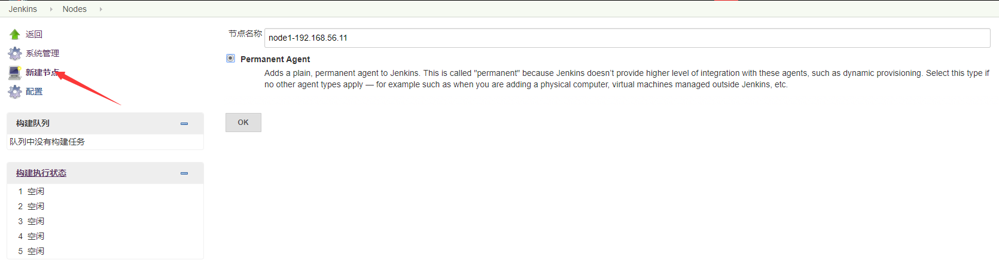 Jenkins Nodes
返回
系统管理
新建节点
配置
构建队列
队列中没有构建任务
构建执行状态
1 空闲
2 空闲
3 空闲
4 空闲
5 空闲
节点名称 node1-192.168.56.11
Permanent Agent
Adds a plain, permanent agent to Jenkins. This is called "permanent" because Jenkins doesn’t provide higher level of integration with these agents, such as dynamic provisioning. Select this type if
no other agent types apply — for example such as when you are adding a physical computer, virtual machines managed outside Jenkins, etc.
OK